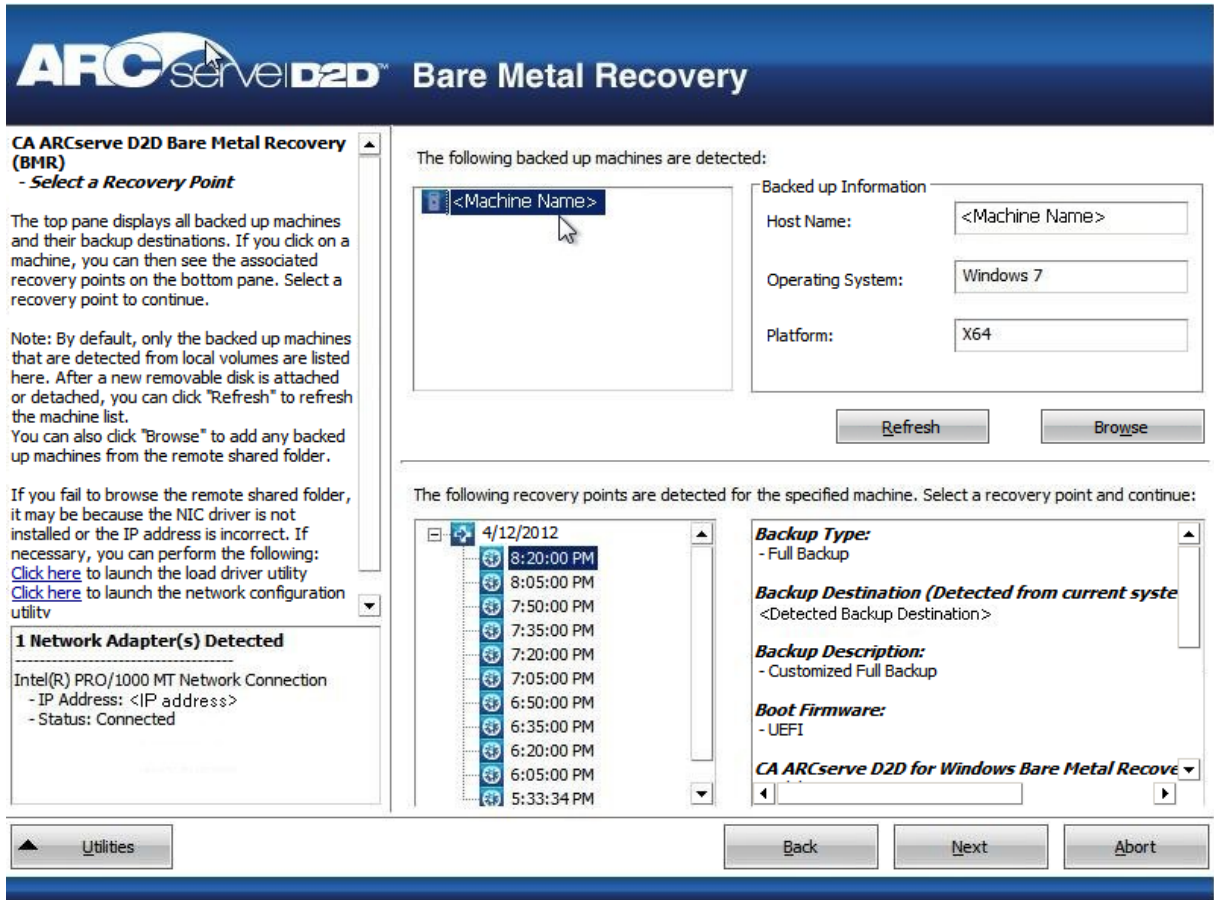 ARCserve D2D™ Bare Metal Recovery
CA ARCserve D2D Bare Metal Recovery
(BMR)
- Select a Recovery Point
The top pane displays all backed up machines
and their backup destinations. If you click on a
machine, you can then see the associated
recovery points on the bottom pane. Select a
recovery point to continue.
Note: By default, only the backed up machines
that are detected from local volumes are listed
here. After a new removable disk is attached
or detached, you can click "Refresh" to refresh
the machine list.
You can also click "Browse" to add any backed
up machines from the remote shared folder.
If you fail to browse the remote shared folder,
it may be because the NIC driver is not
installed or the IP address is incorrect. If
necessary, you can perform the following:
Click here to launch the load driver utility
Click here to launch the network configuration
utility
1 Network Adapter(s) Detected
------------------------------------
Intel(R) PRO/1000 MT Network Connection
- IP Address: <IP address>
- Status: Connected
The following backed up machines are detected:
<Machine Name>
Backed up Information
Host Name: <Machine Name>
Operating System: Windows 7
Platform: X64
Refresh Browse
The following recovery points are detected for the specified machine. Select a recovery point and continue:
4/12/2012
8:20:00 PM
8:05:00 PM
7:50:00 PM
7:35:00 PM
7:20:00 PM
7:05:00 PM
6:50:00 PM
6:35:00 PM
6:20:00 PM
6:05:00 PM
5:33:34 PM
Backup Type:
- Full Backup
Backup Destination (Detected from current syste
<Detected Backup Destination>
Backup Description:
- Customized Full Backup
Boot Firmware:
- UEFI
CA ARCserve D2D for Windows Bare Metal Recove
Utilities Back Next Abort